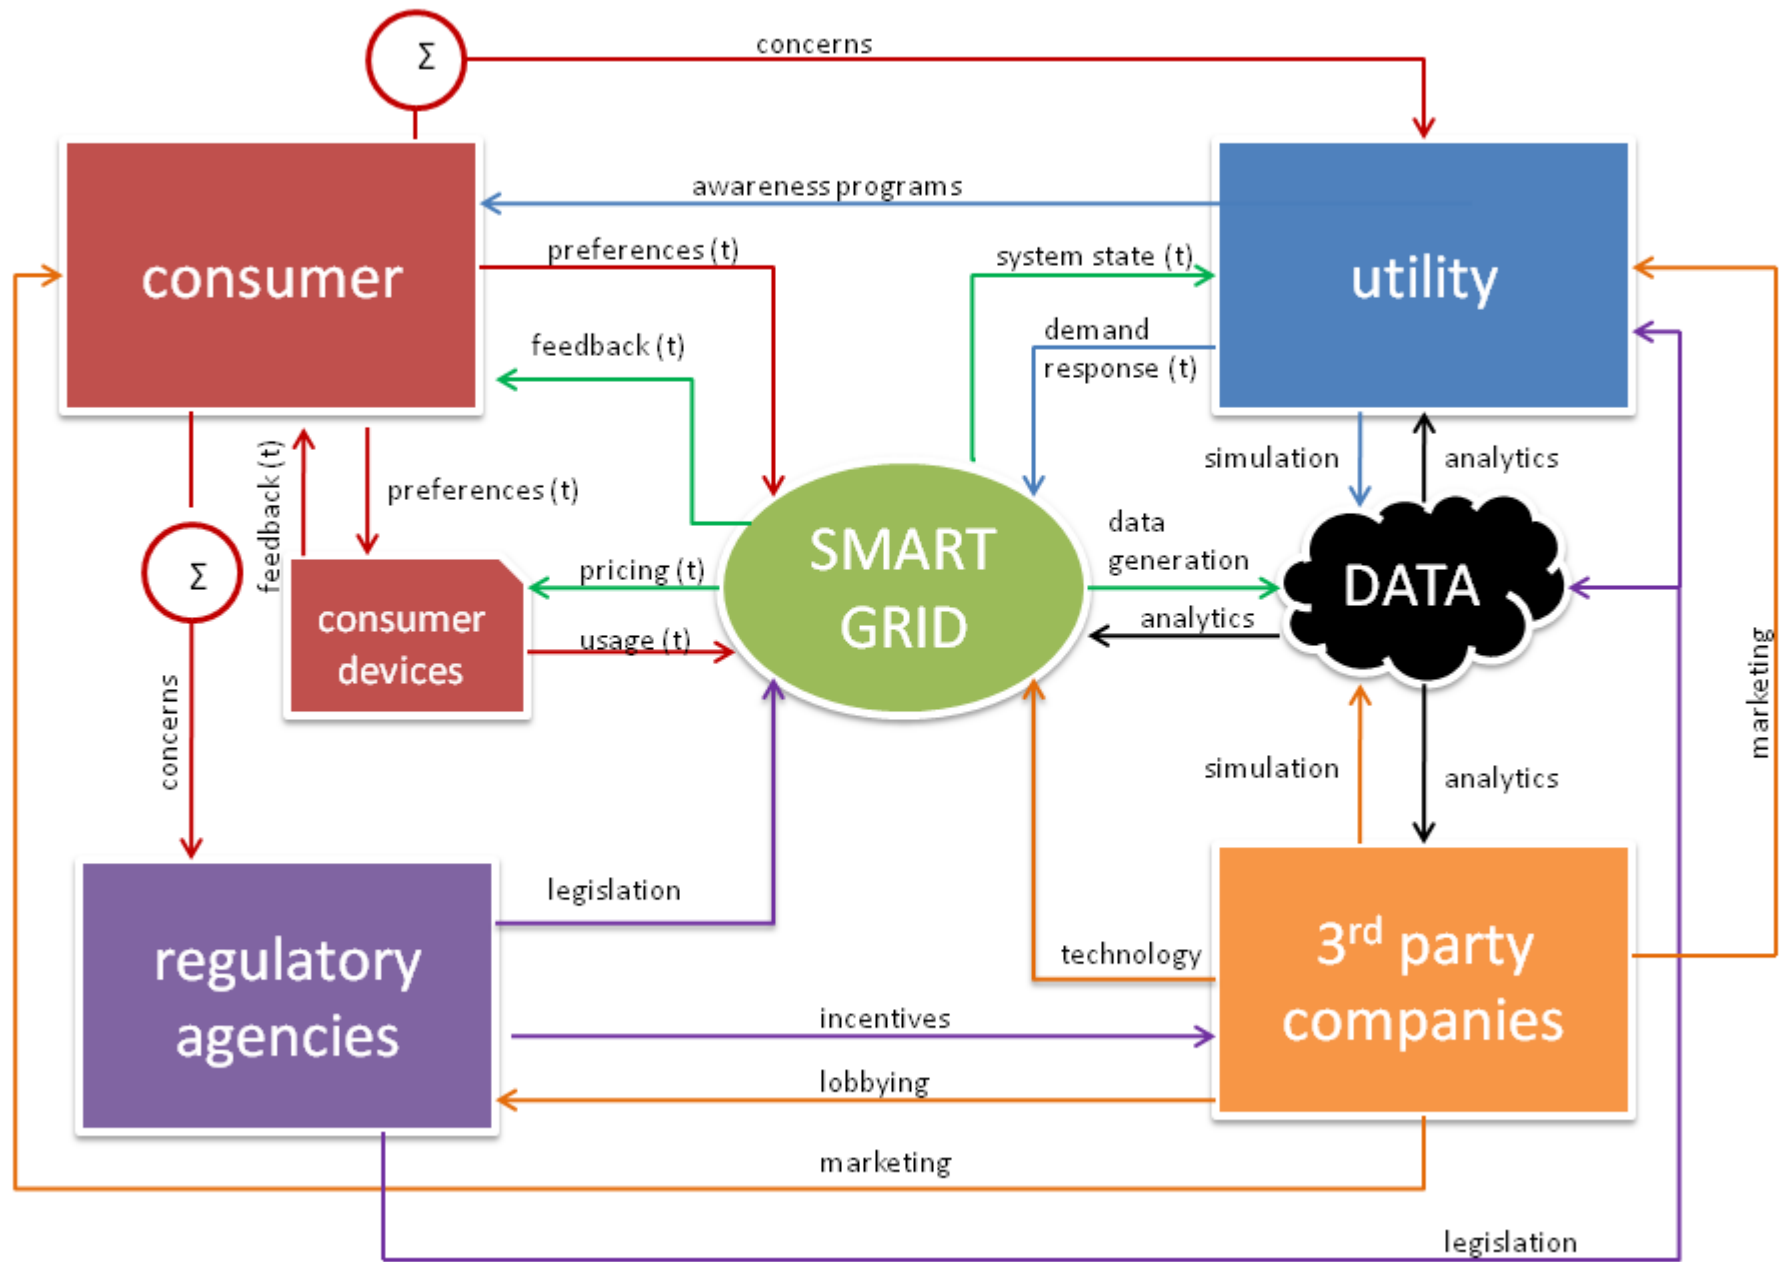 Σ
concerns
awareness programs
consumer
preferences (t)
system state (t)
utility
feedback (t)
demand
response (t)
feedback (t)
preferences (t)
simulation
analytics
Σ
SMART
GRID
data
generation
DATA
pricing (t)
consumer
devices
usage (t)
analytics
concerns
marketing
simulation
analytics
legislation
regulatory
agencies
technology
3rd party
companies
incentives
lobbying
marketing
legislation